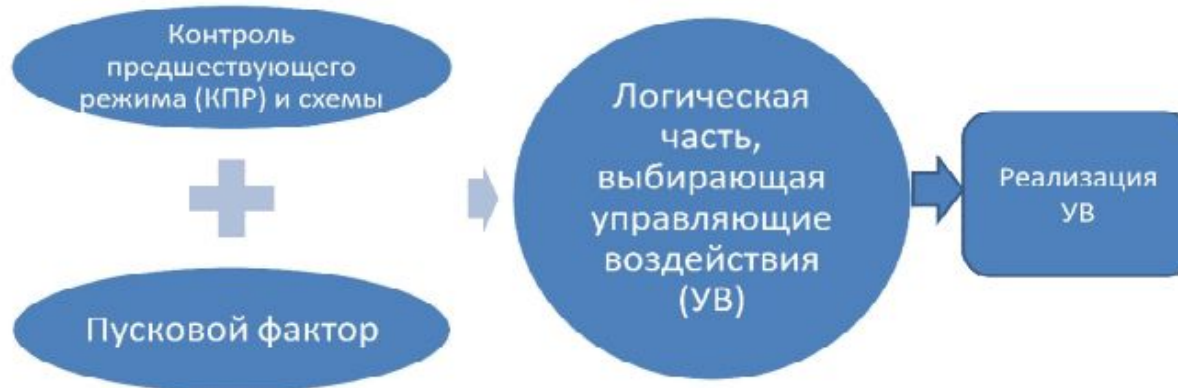 Контроль
предшествующего
режима (КПР) и схемы
Пусковой фактор
Логическая
часть,
выбирающая
управляющие
воздействия
(УВ)
Реализация
УВ